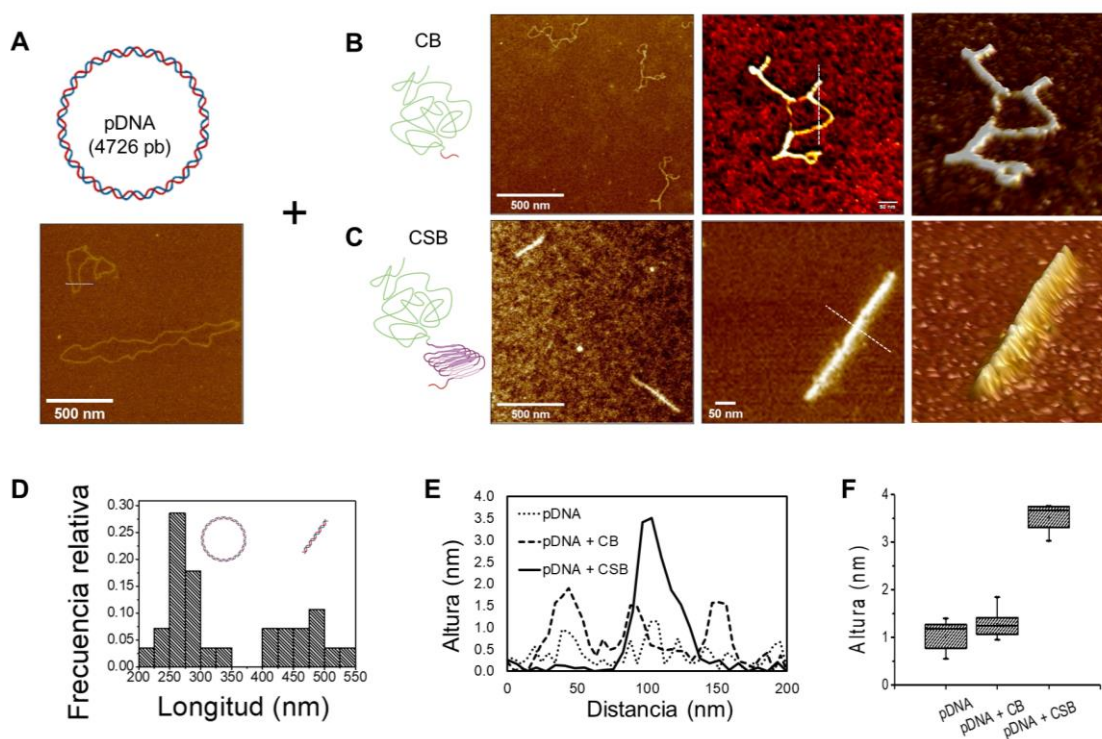 A
pDNA
(4726 pb)
500 nm
+
B
CB
500 nm
50 nm
C
CSB
500 nm
50 nm
D
Frecuencia relativa
0.30
0.25
0.20
0.15
0.10
0.05
0.00
200 250 300 350 400 450 500 550
Longitud (nm)
E
Altura (nm)
4.0
3.5
3.0
2.5
2.0
1.5
1.0
0.5
0.0
pDNA
pDNA + CB
pDNA + CSB
0 50 100 150 200
Distancia (nm)
F
Altura (nm)
4
3
2
1
0
pDNA
pDNA + CB
pDNA + CSB